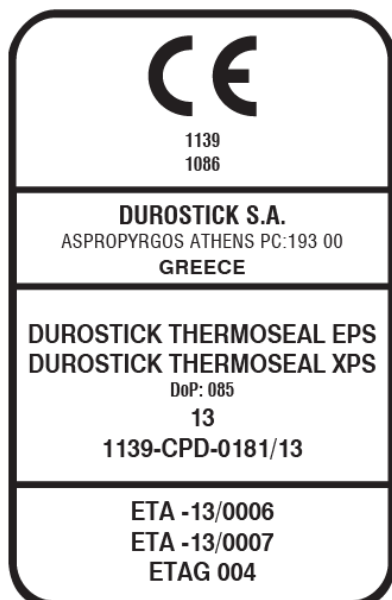 CE
1139
1086
DUROSTICK S.A.
ASPROPYRGOS ATHENS PC:193 00
GREECE
DUROSTICK THERMOSEAL EPS
DUROSTICK THERMOSEAL XPS
DoP: 085
13
1139-CPD-0181/13
ETA -13/0006
ETA -13/0007
ETAG 004